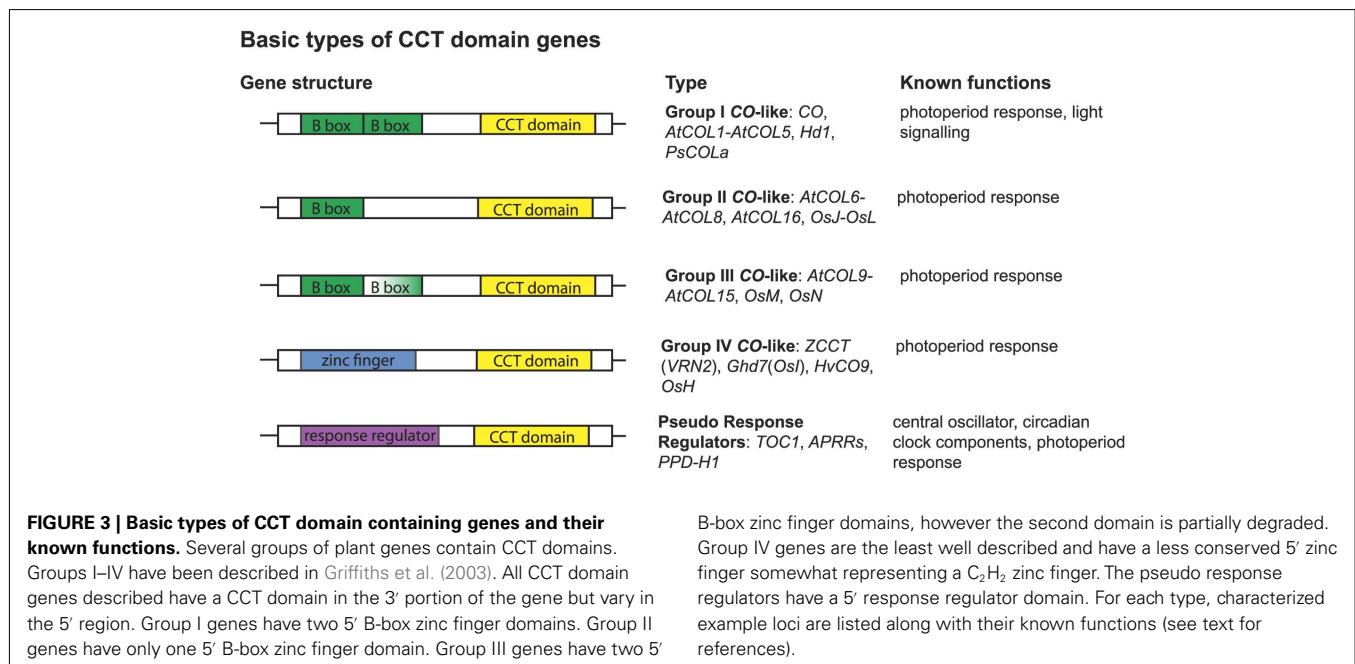 Basic types of CCT domain genes
Gene structure Type Known functions
B box B box CCT domain
Group I CO-like: CO,
AtCOL1-AtCOL5, Hd1,
PsCOLa
photoperiod response, light
signalling
B box CCT domain
Group II CO-like: AtCOL6-
AtCOL8, AtCOL16, OsJ-OsL
photoperiod response
B box B box CCT domain
Group III CO-like: AtCOL9-
AtCOL15, OsM, OsN
photoperiod response
zinc finger CCT domain
Group IV CO-like: ZCCT
(VRN2), Ghd7(OsI), HvCO9,
OsH
photoperiod response
response regulator CCT domain
Pseudo Response
Regulators: TOC1, APRRs,
PPD-H1
central oscillator, circadian
clock components, photoperiod
response
FIGURE 3 | Basic types of CCT domain containing genes and their
known functions. Several groups of plant genes contain CCT domains.
Groups I–IV have been described in Griffiths et al. (2003). All CCT domain
genes described have a CCT domain in the 3′ portion of the gene but vary in
the 5′ region. Group I genes have two 5′ B-box zinc finger domains. Group II
genes have only one 5′ B-box zinc finger domain. Group III genes have two 5′
B-box zinc finger domains, however the second domain is partially degraded.
Group IV genes are the least well described and have a less conserved 5′ zinc
finger somewhat representing a C₂H₂ zinc finger. The pseudo response
regulators have a 5′ response regulator domain. For each type, characterized
example loci are listed along with their known functions (see text for
references).